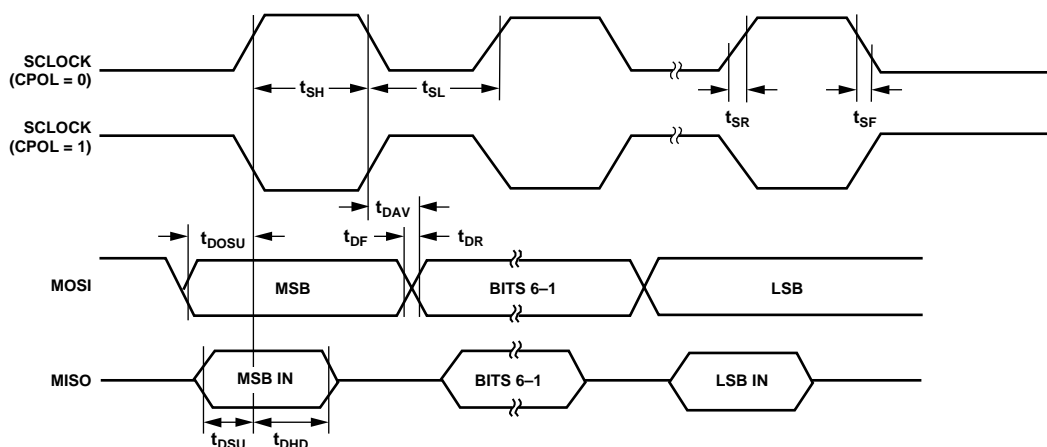 SCLOCK
(CPOL = 0)
tSH
tSL
tSR
tSF
SCLOCK
(CPOL = 1)
tDAV
tDOSU
tDF
tDR
MOSI
MSB
BITS 6–1
LSB
MISO
MSB IN
BITS 6–1
LSB IN
tDSU
tDHD